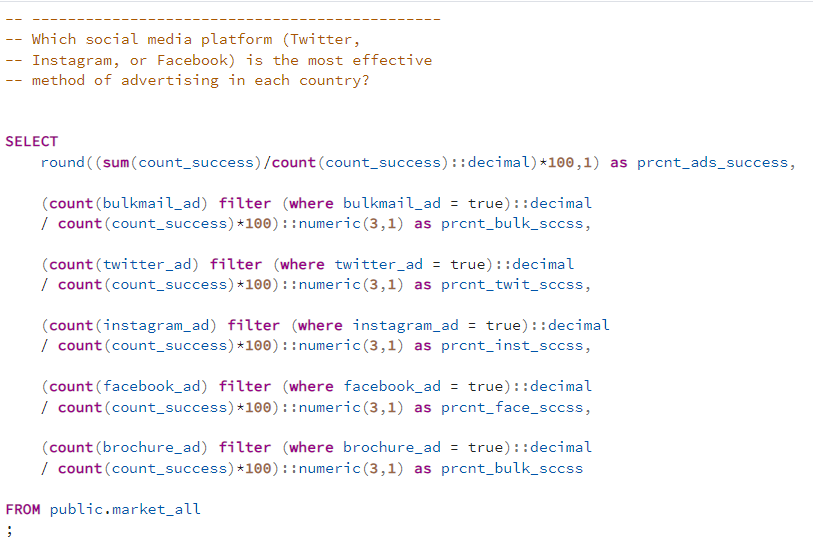 -- -----------------------------------------------
-- Which social media platform (Twitter,
-- Instagram, or Facebook) is the most effective
-- method of advertising in each country?
SELECT
round((sum(count_success)/count(count_success)::decimal)*100,1) as prcnt_ads_success,
(count(bulkmail_ad) filter (where bulkmail_ad = true)::decimal
/ count(count_success)*100)::numeric(3,1) as prcnt_bulk_sccss,
(count(twitter_ad) filter (where twitter_ad = true)::decimal
/ count(count_success)*100)::numeric(3,1) as prcnt_twit_sccss,
(count(instagram_ad) filter (where instagram_ad = true)::decimal
/ count(count_success)*100)::numeric(3,1) as prcnt_inst_sccss,
(count(facebook_ad) filter (where facebook_ad = true)::decimal
/ count(count_success)*100)::numeric(3,1) as prcnt_face_sccss,
(count(brochure_ad) filter (where brochure_ad = true)::decimal
/ count(count_success)*100)::numeric(3,1) as prcnt_bulk_sccss
FROM public.market_all
;